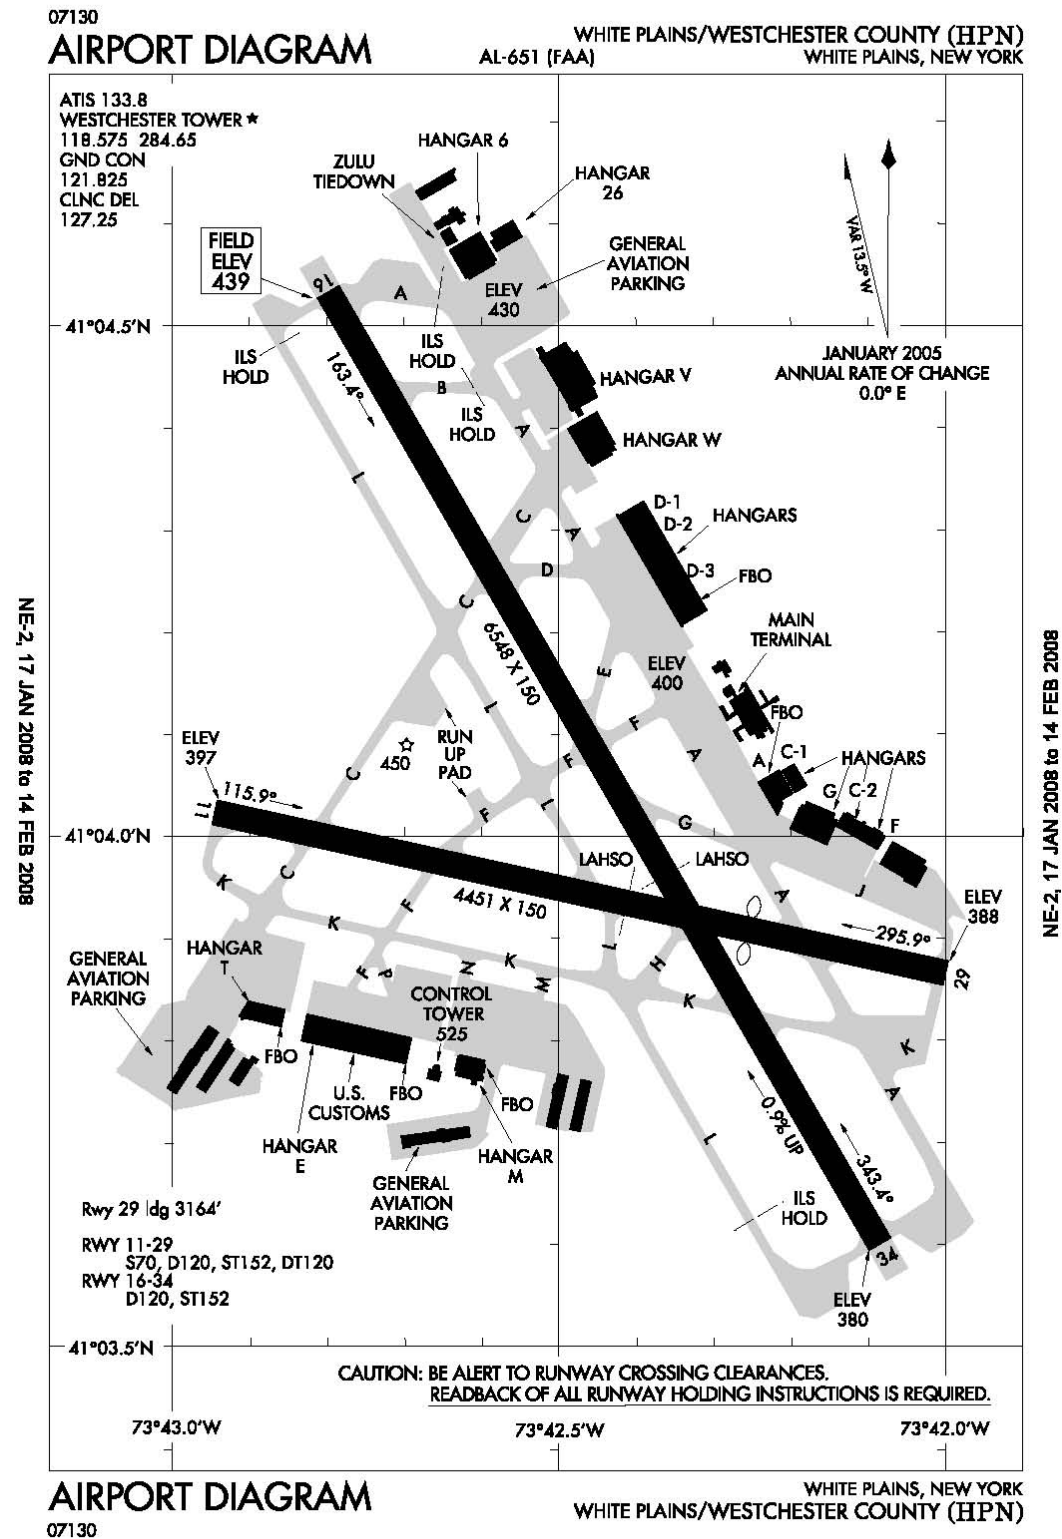 07130
AIRPORT DIAGRAM
AL-651 (FAA)
WHITE PLAINS/WESTCHESTER COUNTY (HPN)
WHITE PLAINS, NEW YORK
ATIS 133.8
WESTCHESTER TOWER ★
118.575 284.65
GND CON
121.825
CLNC DEL
127.25
HANGAR 6
ZULU
TIEDOWN
HANGAR
26
GENERAL
AVIATION
PARKING
VAR 13.5° W
FIELD
ELEV
439
16
A
ELEV
430
41°04.5'N
ILS
HOLD
ILS
HOLD
JANUARY 2005
ANNUAL RATE OF CHANGE
0.0° E
163.4°
B
HANGAR V
ILS
HOLD
A
HANGAR W
L
D-1
D-2
HANGARS
C
A
D
D-3
FBO
C
MAIN
TERMINAL
6548 X 150
E
ELEV
400
L
F
FBO
ELEV
397
RUN
UP
PAD
450
A
A
C-1
HANGARS
C
F
G
C-2
115.9°
11
L
F
G
F
41°04.0'N
LAHSO
LAHSO
K
C
A
J
ELEV
388
4451 X 150
F
K
295.9°
HANGAR
T
L
GENERAL
AVIATION
PARKING
F
P
N
K
M
H
29
K
CONTROL
TOWER
525
K
FBO
U.S.
CUSTOMS
FBO
FBO
A
0.9% UP
HANGAR
E
HANGAR
M
L
343.4°
GENERAL
AVIATION
PARKING
ILS
HOLD
Rwy 29 ldg 3164'
RWY 11-29
S70, D120, ST152, DT120
RWY 16-34
D120, ST152
34
ELEV
380
41°03.5'N
CAUTION: BE ALERT TO RUNWAY CROSSING CLEARANCES.
READBACK OF ALL RUNWAY HOLDING INSTRUCTIONS IS REQUIRED.
73°43.0'W
73°42.5'W
73°42.0'W
AIRPORT DIAGRAM
07130
WHITE PLAINS, NEW YORK
WHITE PLAINS/WESTCHESTER COUNTY (HPN)
NE-2, 17 JAN 2008 to 14 FEB 2008
NE-2, 17 JAN 2008 to 14 FEB 2008